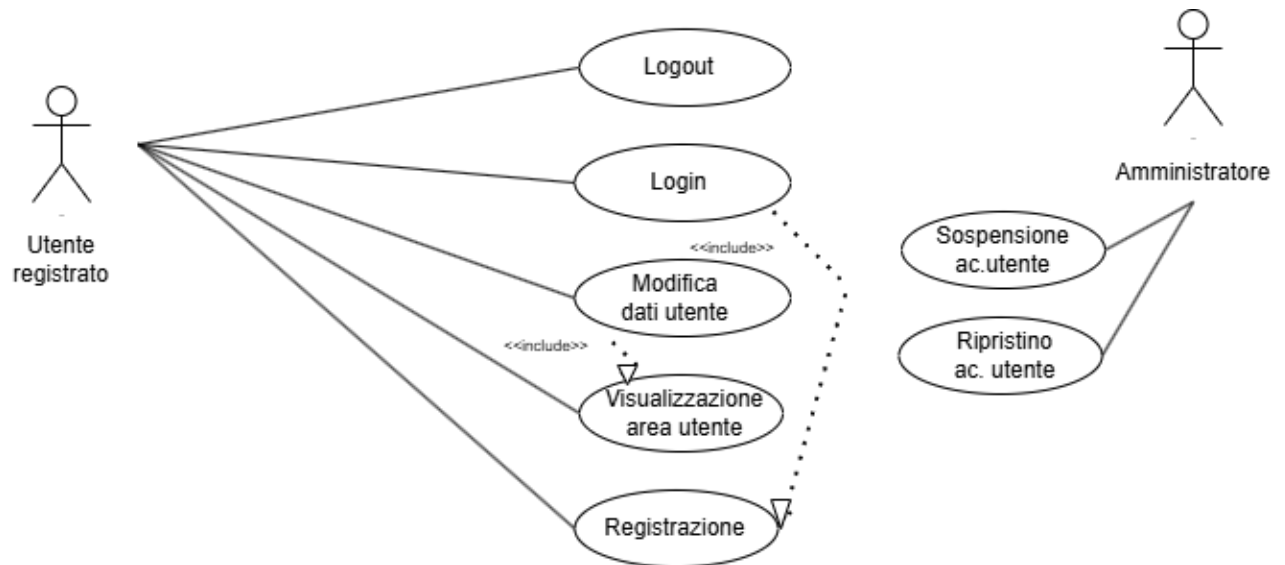 Logout
Amministratore
Login
Utente
registrato
<<include>>
Sospensione
ac.utente
Modifica
dati utente
<<include>>
Ripristino
ac. utente
Visualizzazione
area utente
Registrazione